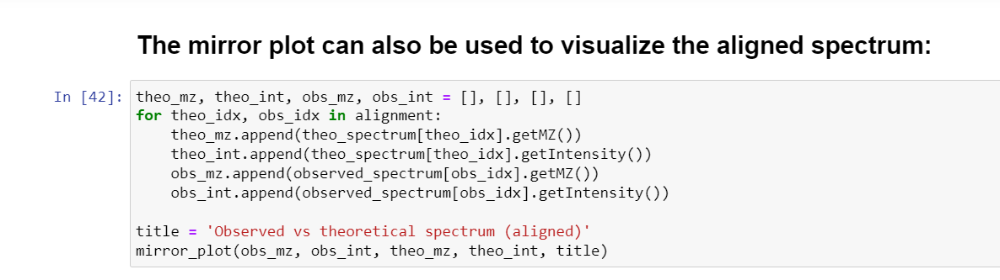 The mirror plot can also be used to visualize the aligned spectrum:
In [42]: theo_mz, theo_int, obs_mz, obs_int = [], [], [], []
for theo_idx, obs_idx in alignment:
    theo_mz.append(theo_spectrum[theo_idx].getMZ())
    theo_int.append(theo_spectrum[theo_idx].getIntensity())
    obs_mz.append(observed_spectrum[obs_idx].getMZ())
    obs_int.append(observed_spectrum[obs_idx].getIntensity())
title = 'Observed vs theoretical spectrum (aligned)'
mirror_plot(obs_mz, obs_int, theo_mz, theo_int, title)